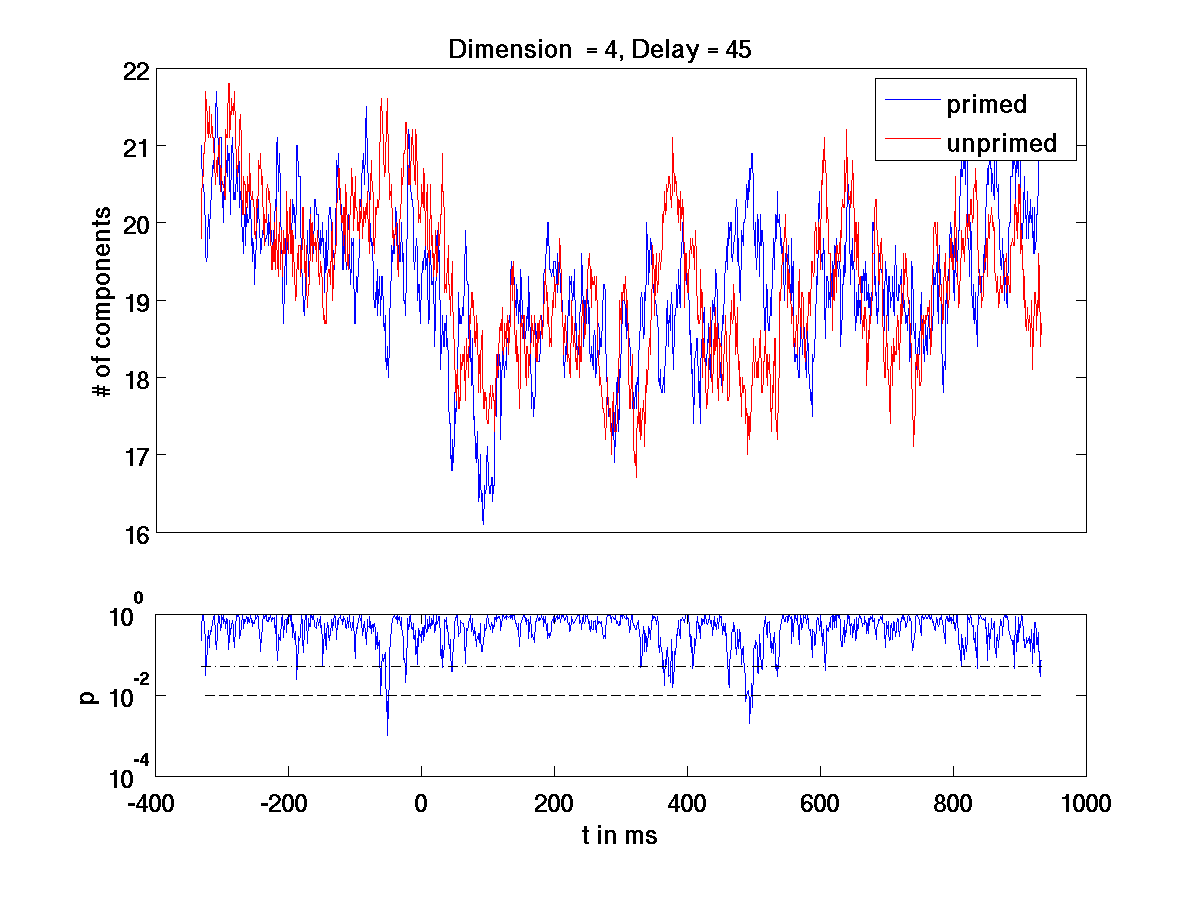 Dimension  = 4, Delay = 45
primed
unprimed
# of components
22
21
20
19
18
17
16
p
10^0
10^-2
10^-4
-400 -200 0 200 400 600 800 1000
t in ms